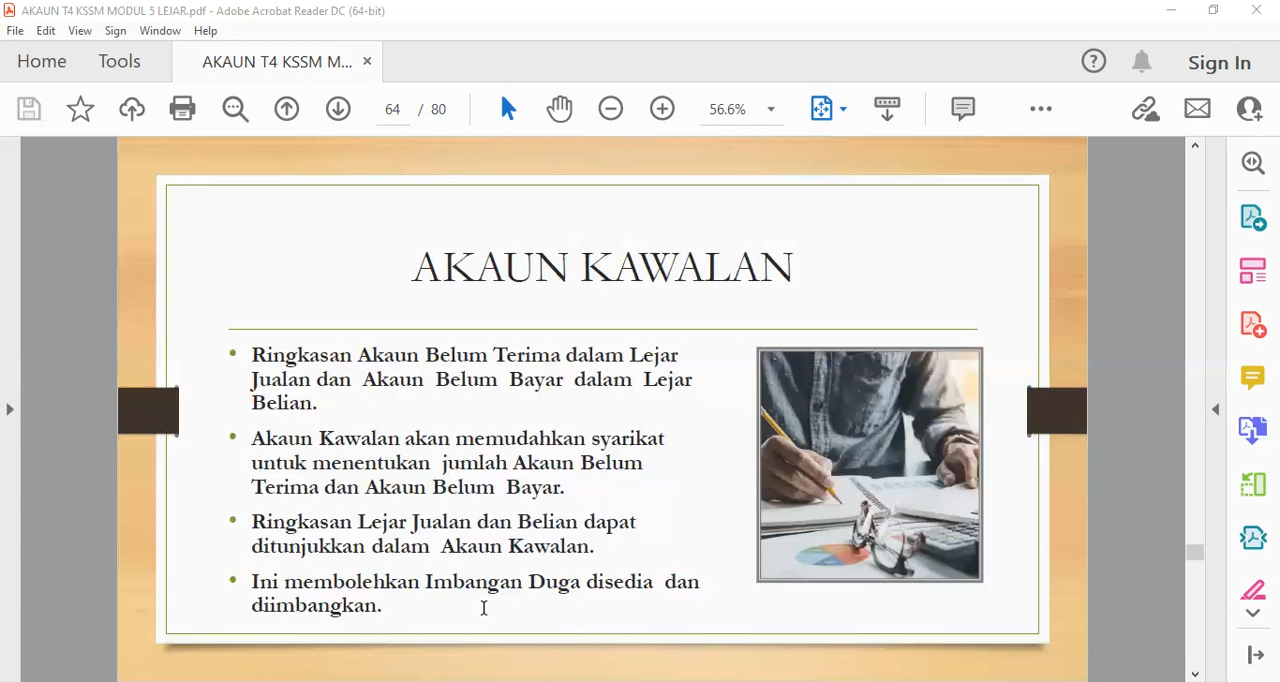 AKAUN T4 KSSM MODUL 5 LEJAR.pdf - Adobe Acrobat Reader DC (64-bit)
File Edit View Sign Window Help
Home Tools AKAUN T4 KSSM M... × Sign In
64 / 80 56.6%
AKAUN KAWALAN
• Ringkasan Akaun Belum Terima dalam Lejar
Jualan dan Akaun Belum Bayar dalam Lejar
Belian.
• Akaun Kawalan akan memudahkan syarikat
untuk menentukan jumlah Akaun Belum
Terima dan Akaun Belum Bayar.
• Ringkasan Lejar Jualan dan Belian dapat
ditunjukkan dalam Akaun Kawalan.
• Ini membolehkan Imbangan Duga disedia dan
diimbangkan.